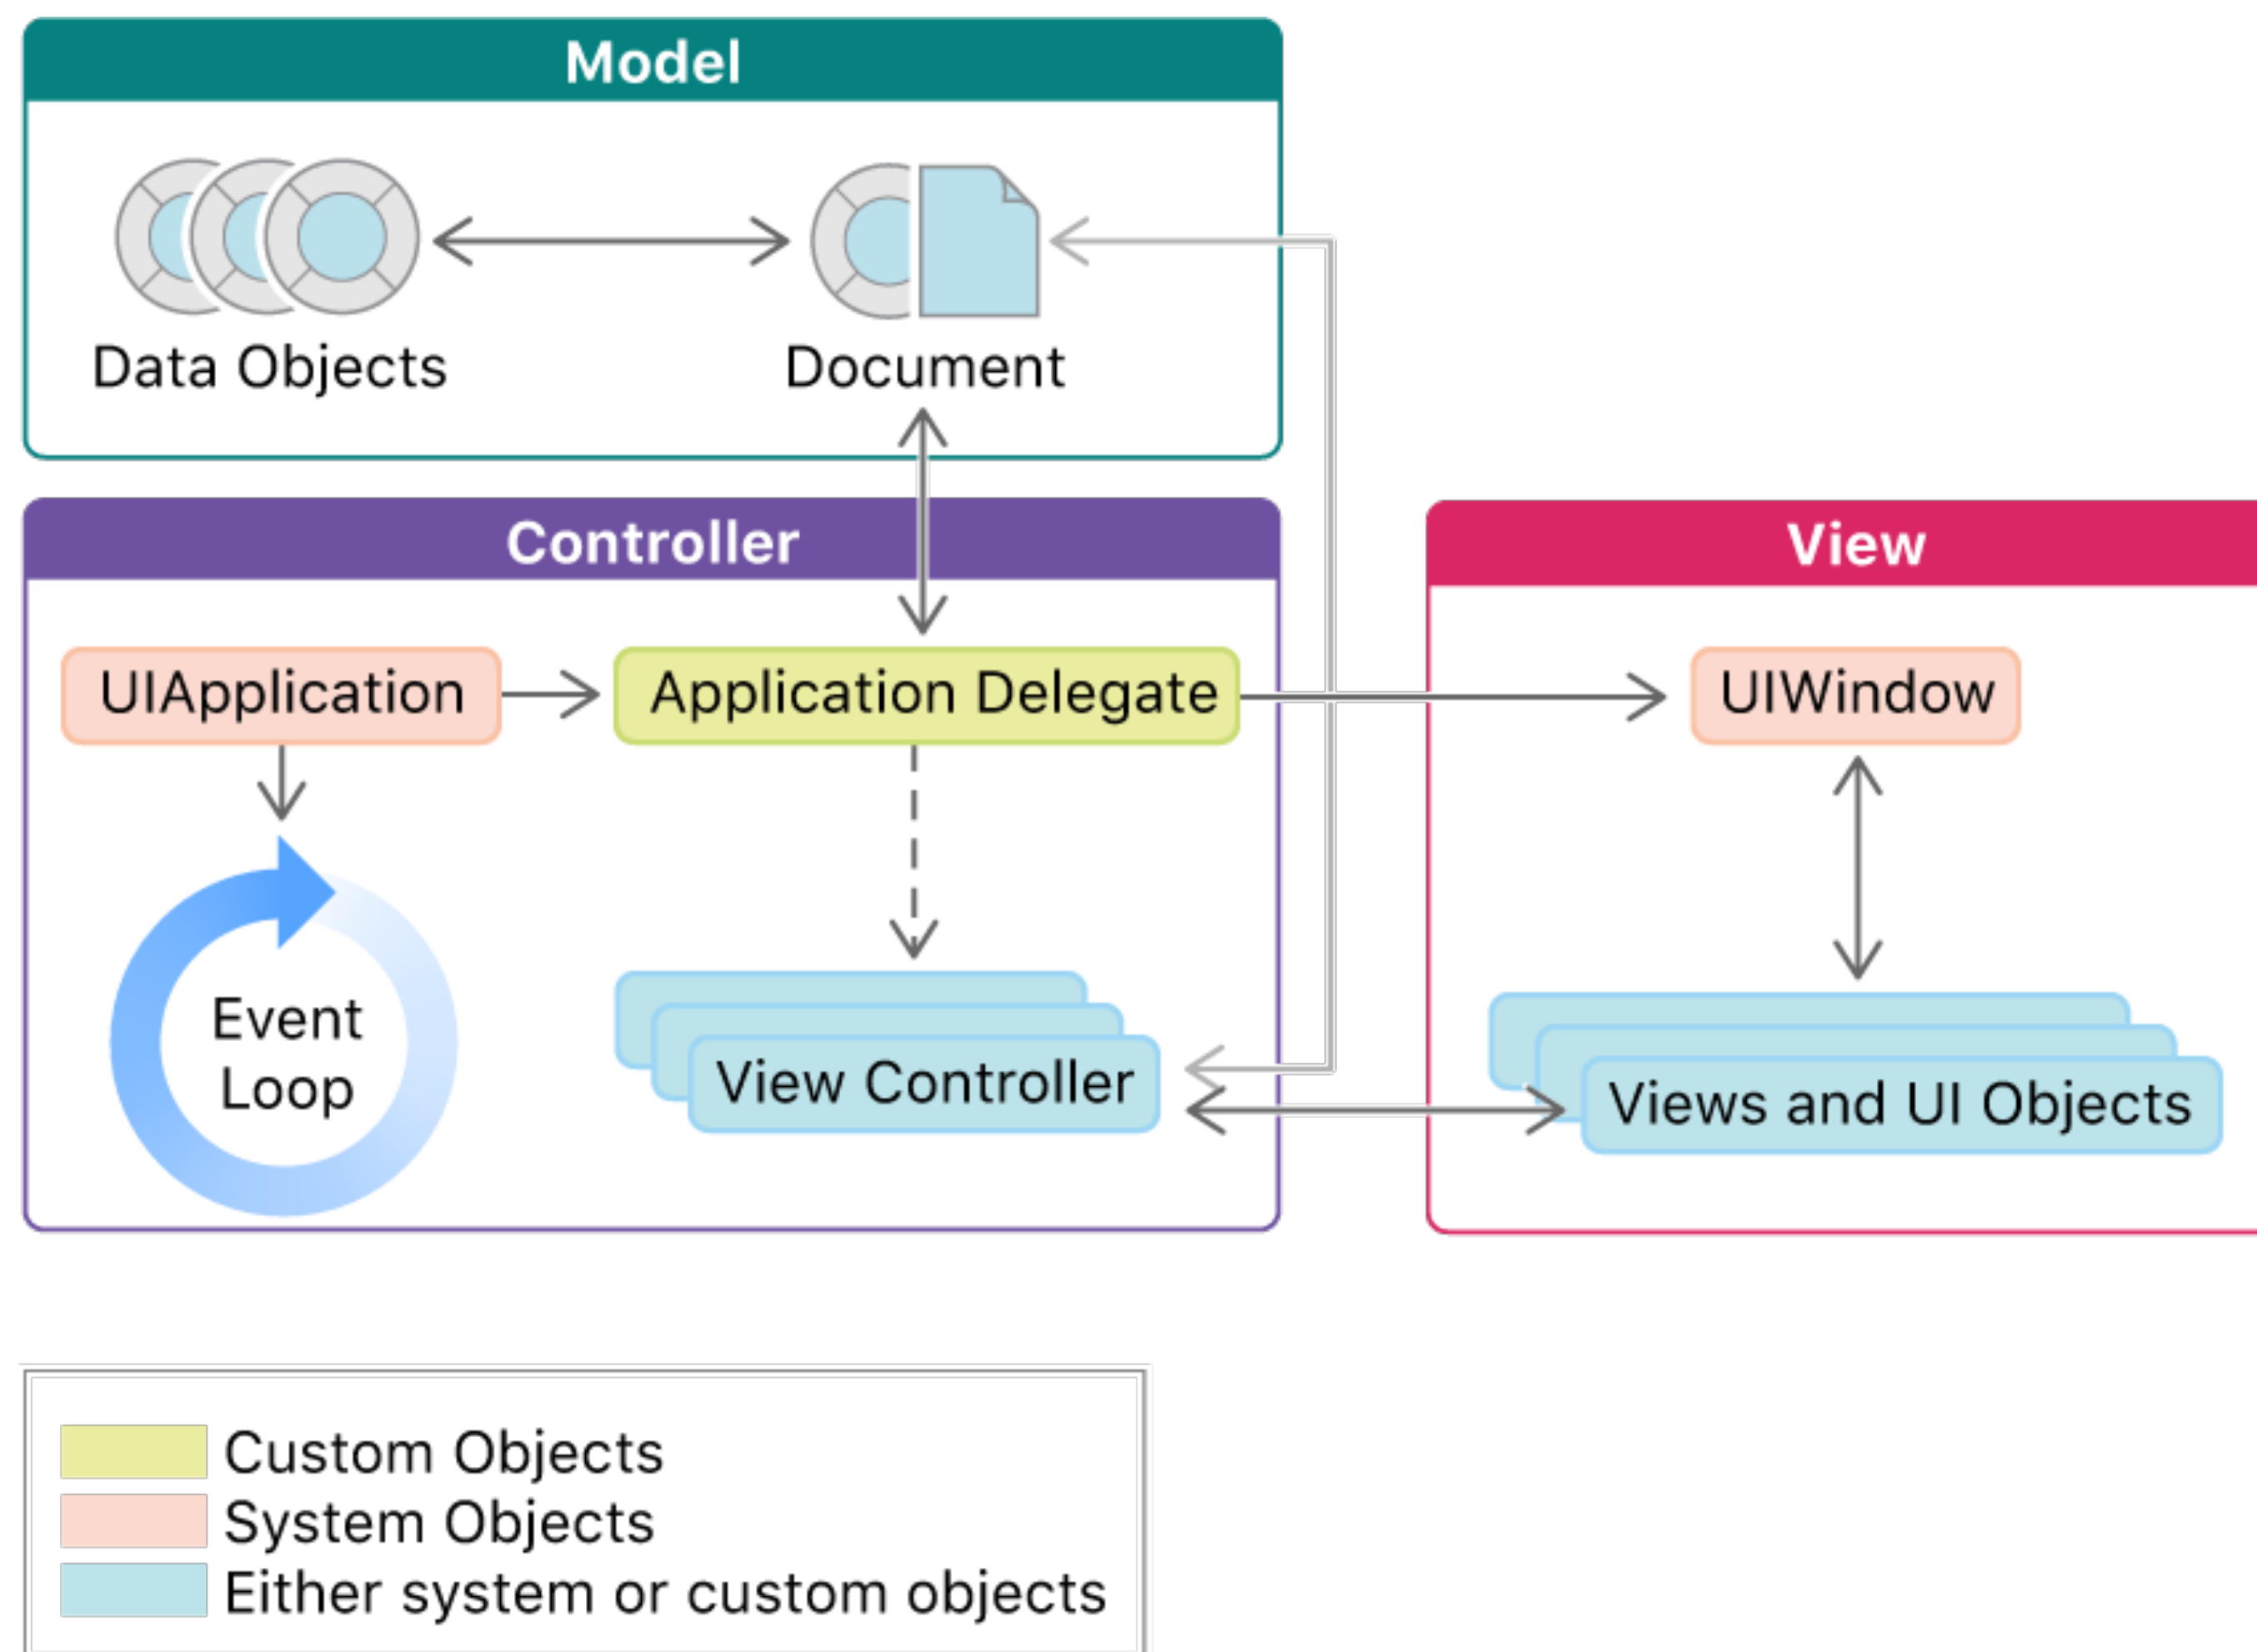 Model
Data Objects
Document
Controller
View
UIApplication
Application Delegate
UIWindow
Event
Loop
View Controller
Views and UI Objects
Custom Objects
System Objects
Either system or custom objects